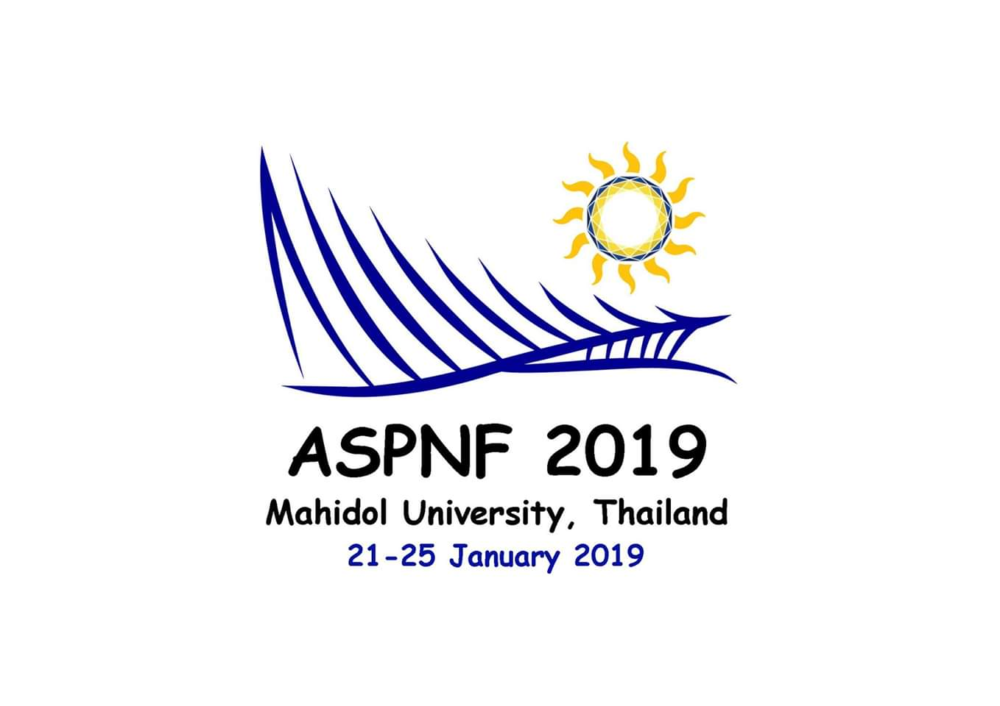 ASPNF 2019
Mahidol University, Thailand
21-25 January 2019